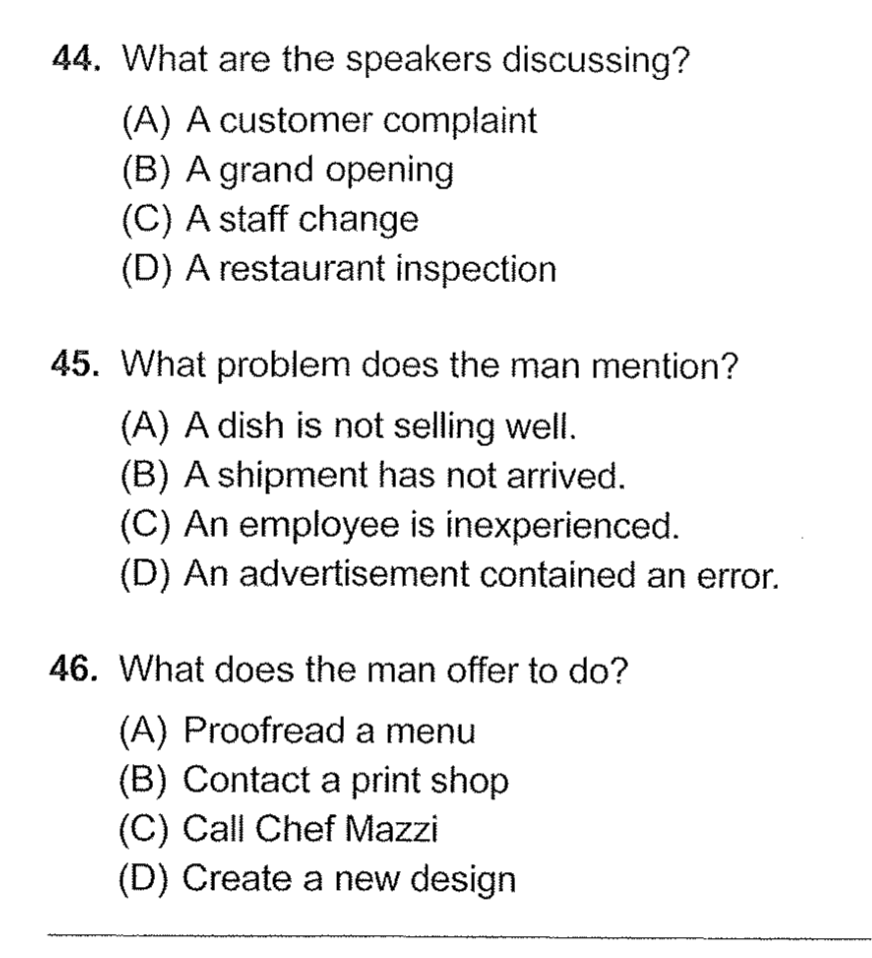 44. What are the speakers discussing?
(A) A customer complaint
(B) A grand opening
(C) A staff change
(D) A restaurant inspection
45. What problem does the man mention?
(A) A dish is not selling well.
(B) A shipment has not arrived.
(C) An employee is inexperienced.
(D) An advertisement contained an error.
46. What does the man offer to do?
(A) Proofread a menu
(B) Contact a print shop
(C) Call Chef Mazzi
(D) Create a new design